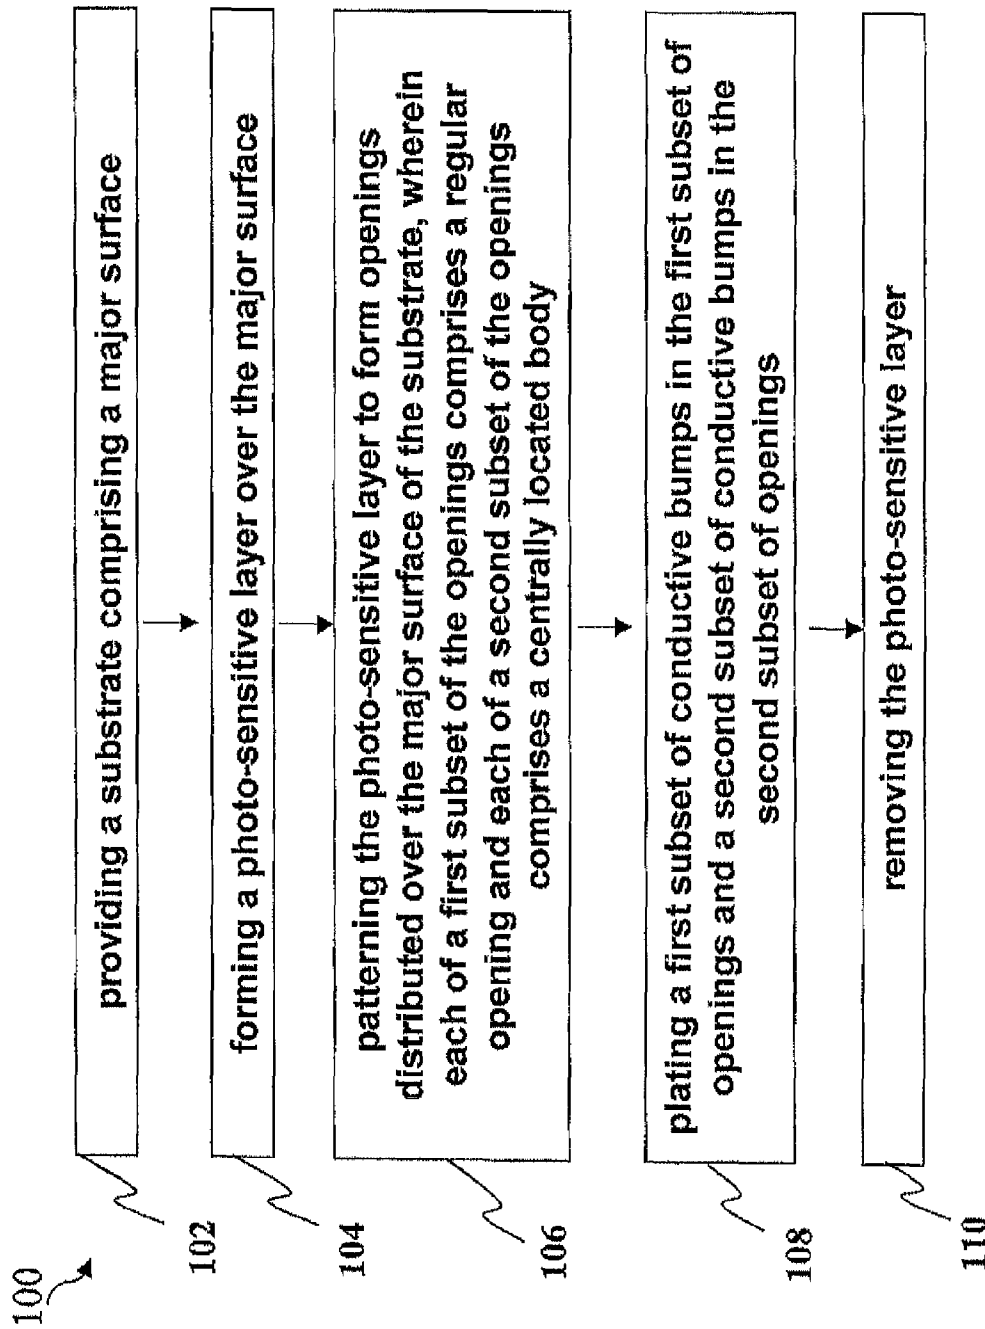 100
102
providing a substrate comprising a major surface
104
forming a photo-sensitive layer over the major surface
106
patterning the photo-sensitive layer to form openings
distributed over the major surface of the substrate, wherein
each of a first subset of the openings comprises a regular
opening and each of a second subset of the openings
comprises a centrally located body
108
plating a first subset of conductive bumps in the first subset of
openings and a second subset of conductive bumps in the
second subset of openings
110
removing the photo-sensitive layer